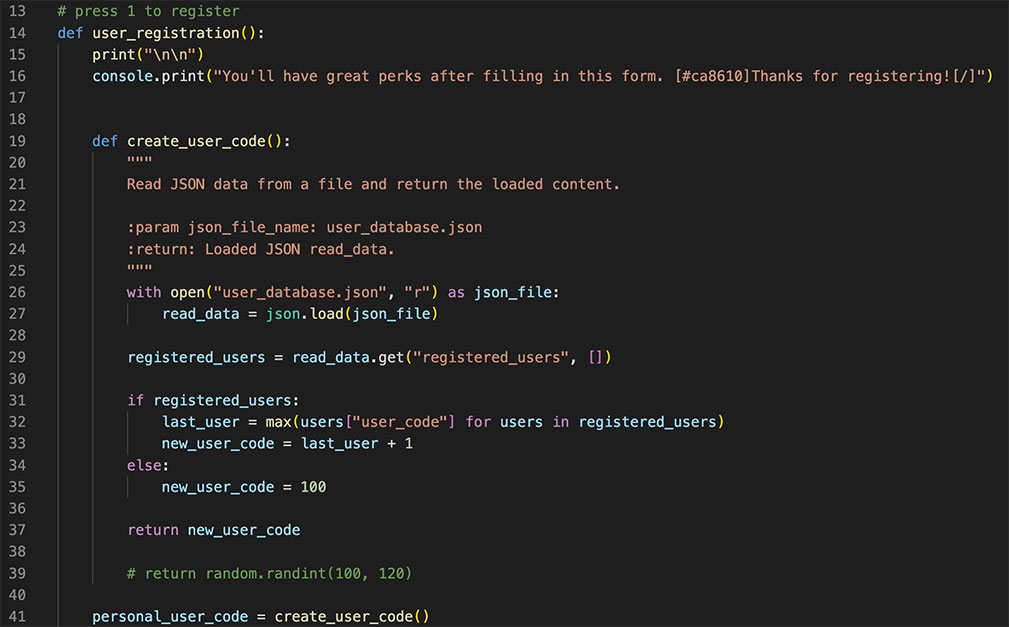 13 # press 1 to register
14 def user_registration():
15     print("\n\n")
16     console.print("You'll have great perks after filling in this form. [#ca8610]Thanks for registering![/]")
17
18
19     def create_user_code():
20         """
21         Read JSON data from a file and return the loaded content.
22
23         :param json_file_name: user_database.json
24         :return: Loaded JSON read_data.
25         """
26         with open("user_database.json", "r") as json_file:
27             read_data = json.load(json_file)
28
29         registered_users = read_data.get("registered_users", [])
30
31         if registered_users:
32             last_user = max(users["user_code"] for users in registered_users)
33             new_user_code = last_user + 1
34         else:
35             new_user_code = 100
36
37         return new_user_code
38
39         # return random.randint(100, 120)
40
41     personal_user_code = create_user_code()